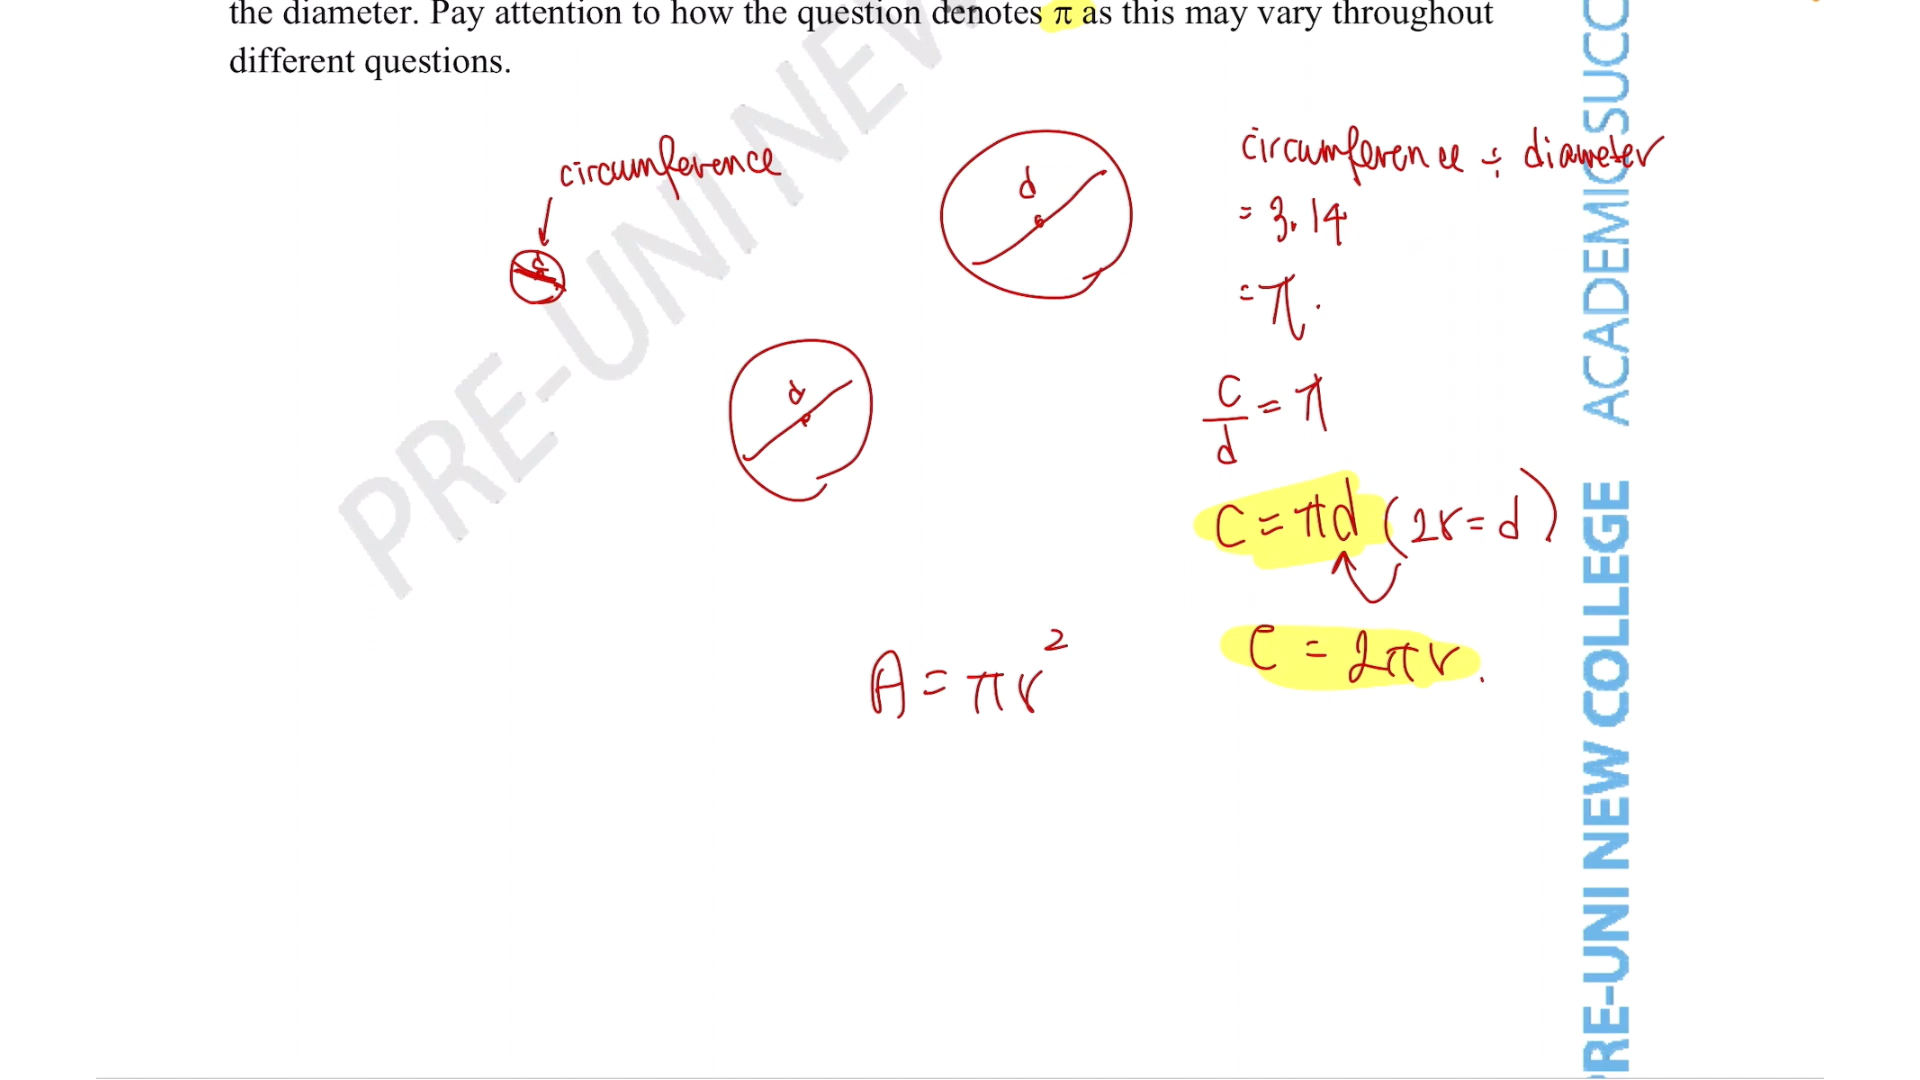 the diameter. Pay attention to how the question denotes π as this may vary throughout
different questions.
circumference
d
d
d
circumference ÷ diameter
= 3.14
= π.
c/d = π
C = πd (2r = d)
C = 2πr.
A = πr²
PRE-UNI NEW
PRE-UNI NEW COLLEGE ACADEMIC SUCC